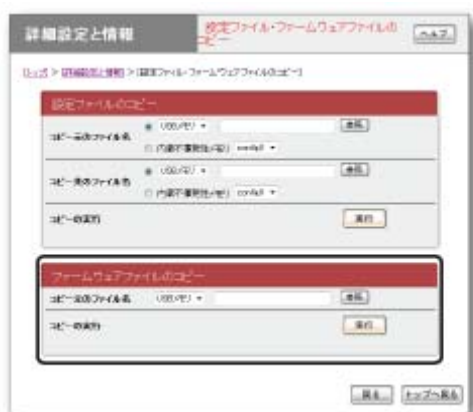 詳細設定と情報
設定ファイル・ファームウェアファイルのコピー
ヘルプ
[トップ] > [詳細設定と情報] > [設定ファイル・ファームウェアファイルのコピー]
設定ファイルのコピー
コピー元のファイル名 USBメモリ 参照
内蔵不揮発性メモリ config0
コピー先のファイル名 USBメモリ 参照
内蔵不揮発性メモリ config0
コピーの実行 実行
ファームウェアファイルのコピー
コピー元のファイル名 USBメモリ 参照
コピーの実行 実行
戻る トップへ戻る